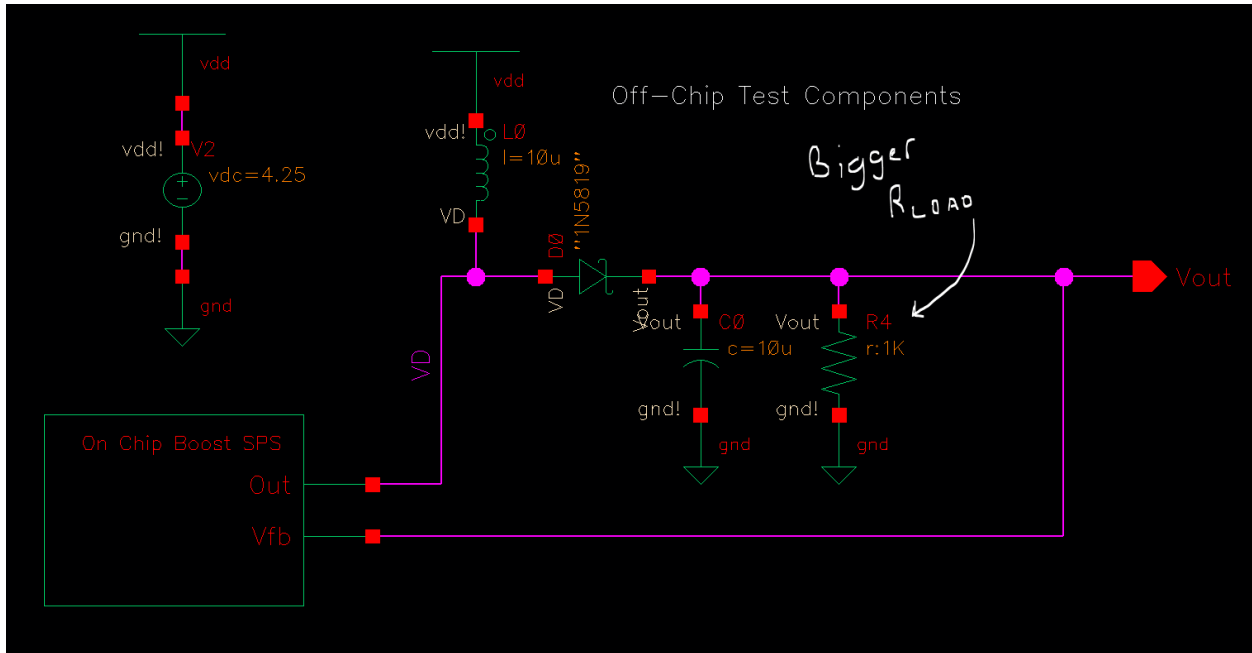 vdd
vdd!
V2
vdc=4.25
gnd!
gnd
vdd
vdd!
L0
l=10u
VD
Off-Chip Test Components
Bigger
RLOAD
D0
"1N5819"
VD
Vout
Vout
C0
c=10u
gnd!
gnd
Vout
R4
r:1K
gnd!
gnd
Vout
VD
On Chip Boost SPS
Out
Vfb